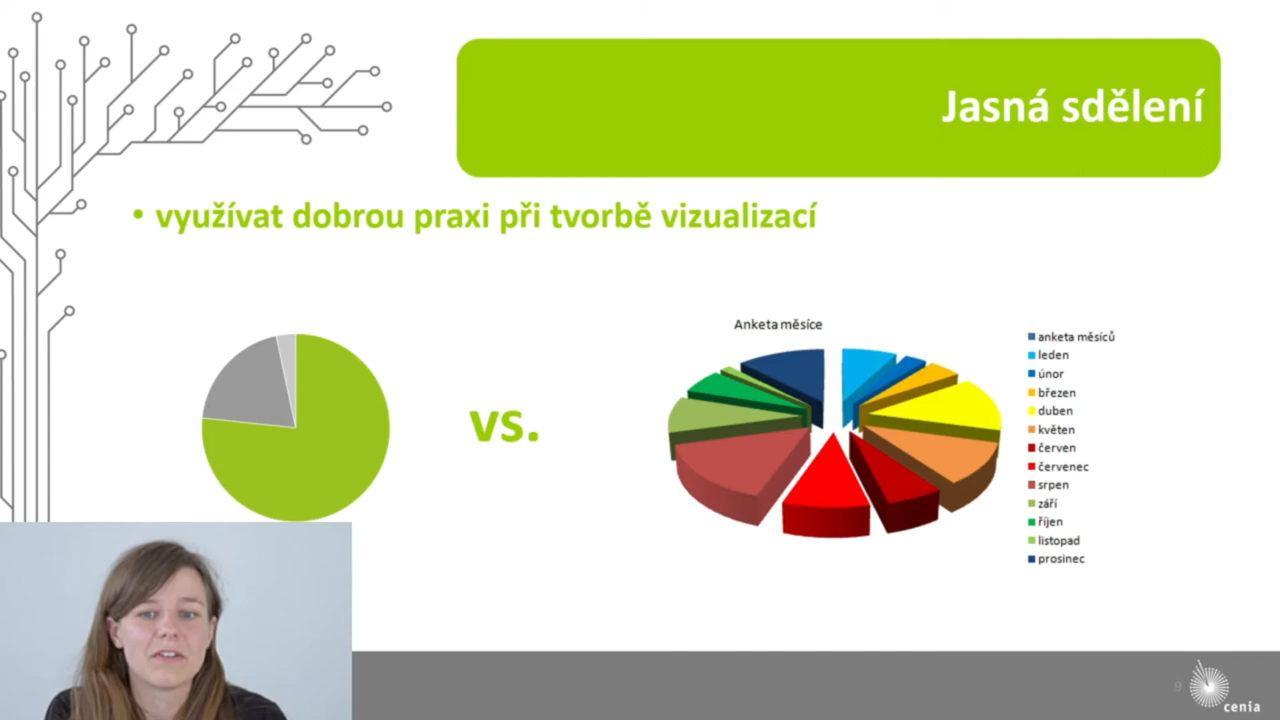 Jasná sdělení
• využívat dobrou praxi při tvorbě vizualizací
vs.
Anketa měsíce
anketa měsíců
leden
únor
březen
duben
květen
červen
červenec
srpen
září
říjen
listopad
prosinec
9
cenia